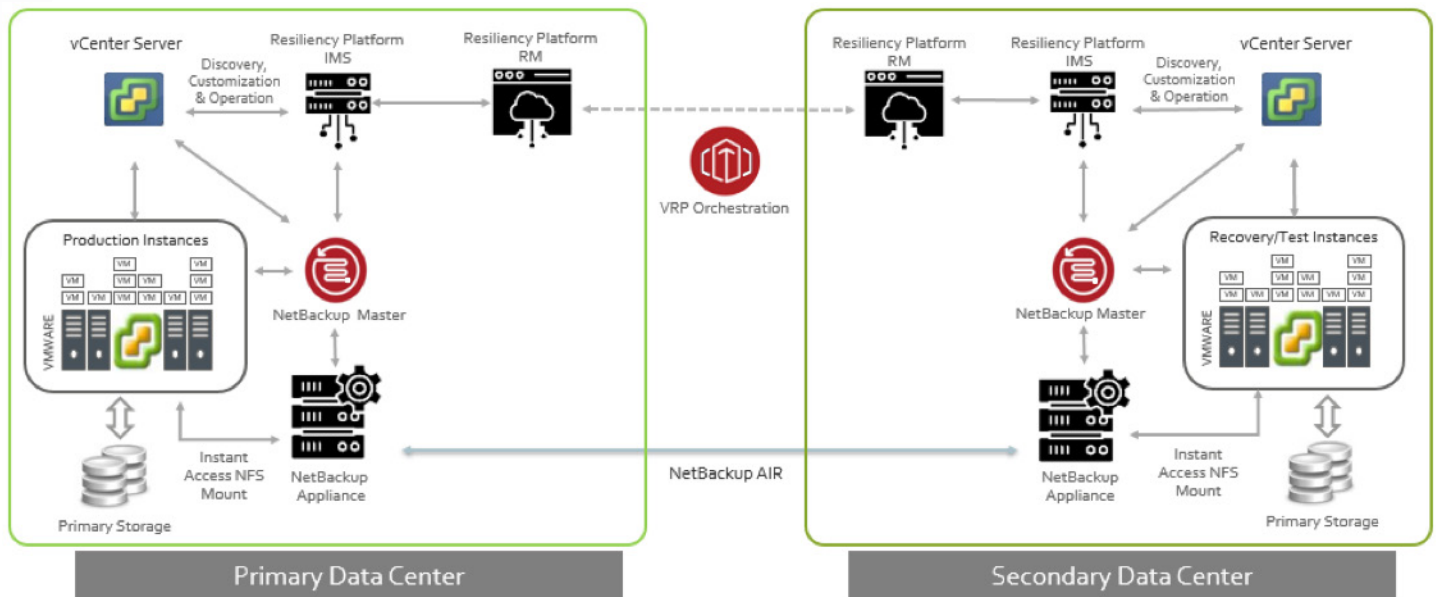 vCenter Server
Resiliency Platform
IMS
Resiliency Platform
RM
Discovery,
Customization
& Operation
Production Instances
VM
VM
VM
VM
VM
VM
VM
VM
VM
VM
VM
VM
VMWARE
NetBackup Master
NetBackup
Appliance
Instant
Access NFS
Mount
Primary Storage
Primary Data Center
VRP Orchestration
NetBackup AIR
Resiliency Platform
RM
Resiliency Platform
IMS
vCenter Server
Discovery,
Customization
& Operation
Recovery/Test Instances
VM
VM
VM
VM
VM
VM
VM
VM
VM
VM
VM
VM
VMWARE
NetBackup Master
NetBackup
Appliance
Instant
Access NFS
Mount
Primary Storage
Secondary Data Center